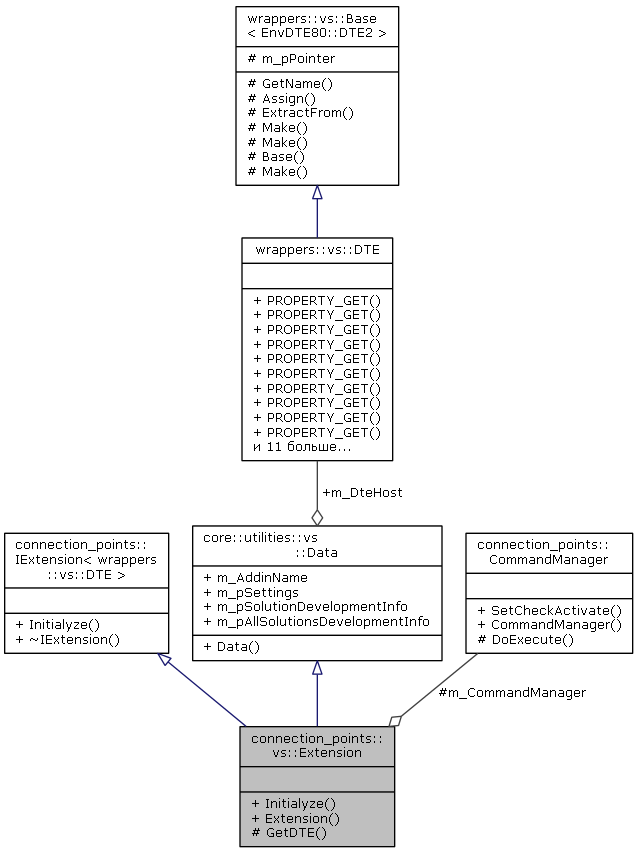 wrappers::vs::Base
< EnvDTE80::DTE2 >
# m_pPointer
# GetName()
# Assign()
# ExtractFrom()
# Make()
# Make()
# Base()
# Make()
wrappers::vs::DTE
+ PROPERTY_GET()
+ PROPERTY_GET()
+ PROPERTY_GET()
+ PROPERTY_GET()
+ PROPERTY_GET()
+ PROPERTY_GET()
+ PROPERTY_GET()
+ PROPERTY_GET()
+ PROPERTY_GET()
+ PROPERTY_GET()
и 11 больше...
+m_DteHost
connection_points::
IExtension< wrappers
::vs::DTE >
+ Initialyze()
+ ~IExtension()
core::utilities::vs
::Data
+ m_AddinName
+ m_pSettings
+ m_pSolutionDevelopmentInfo
+ m_pAllSolutionsDevelopmentInfo
+ Data()
connection_points::
CommandManager
+ SetCheckActivate()
+ CommandManager()
# DoExecute()
#m_CommandManager
connection_points::
vs::Extension
+ Initialyze()
+ Extension()
# GetDTE()